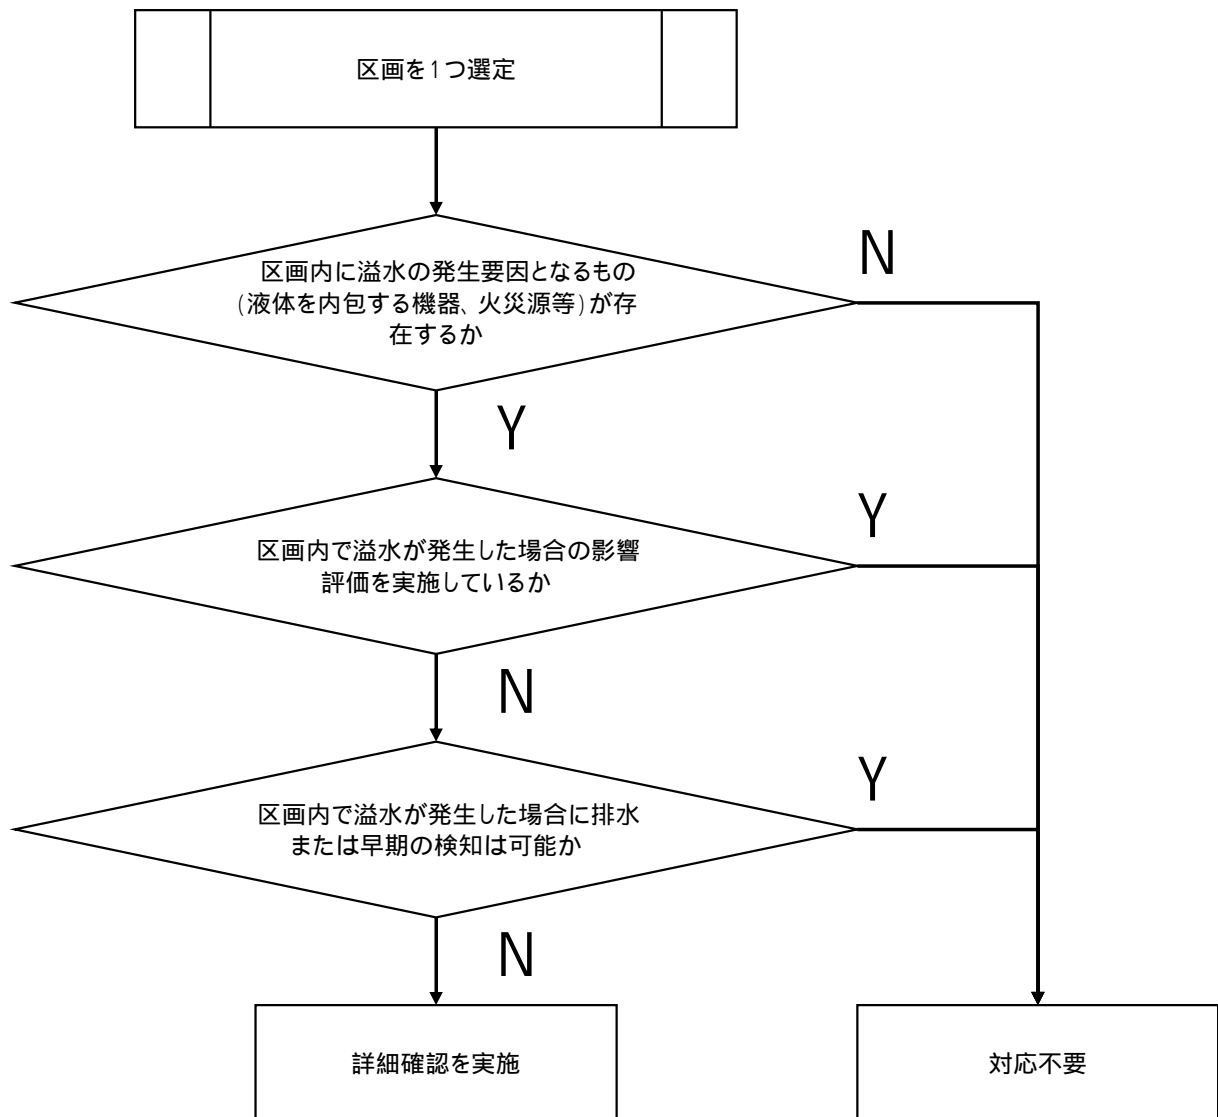 区画を1つ選定
区画内に溢水の発生要因となるもの
N
(液体を内包する機器、火災源等)が存
在するか
Y
区画内で溢水が発生した場合の影響
Y
評価を実施しているか
N
区画内で溢水が発生した場合に排水
Y
または早期の検知は可能か
N
詳細確認を実施
対応不要